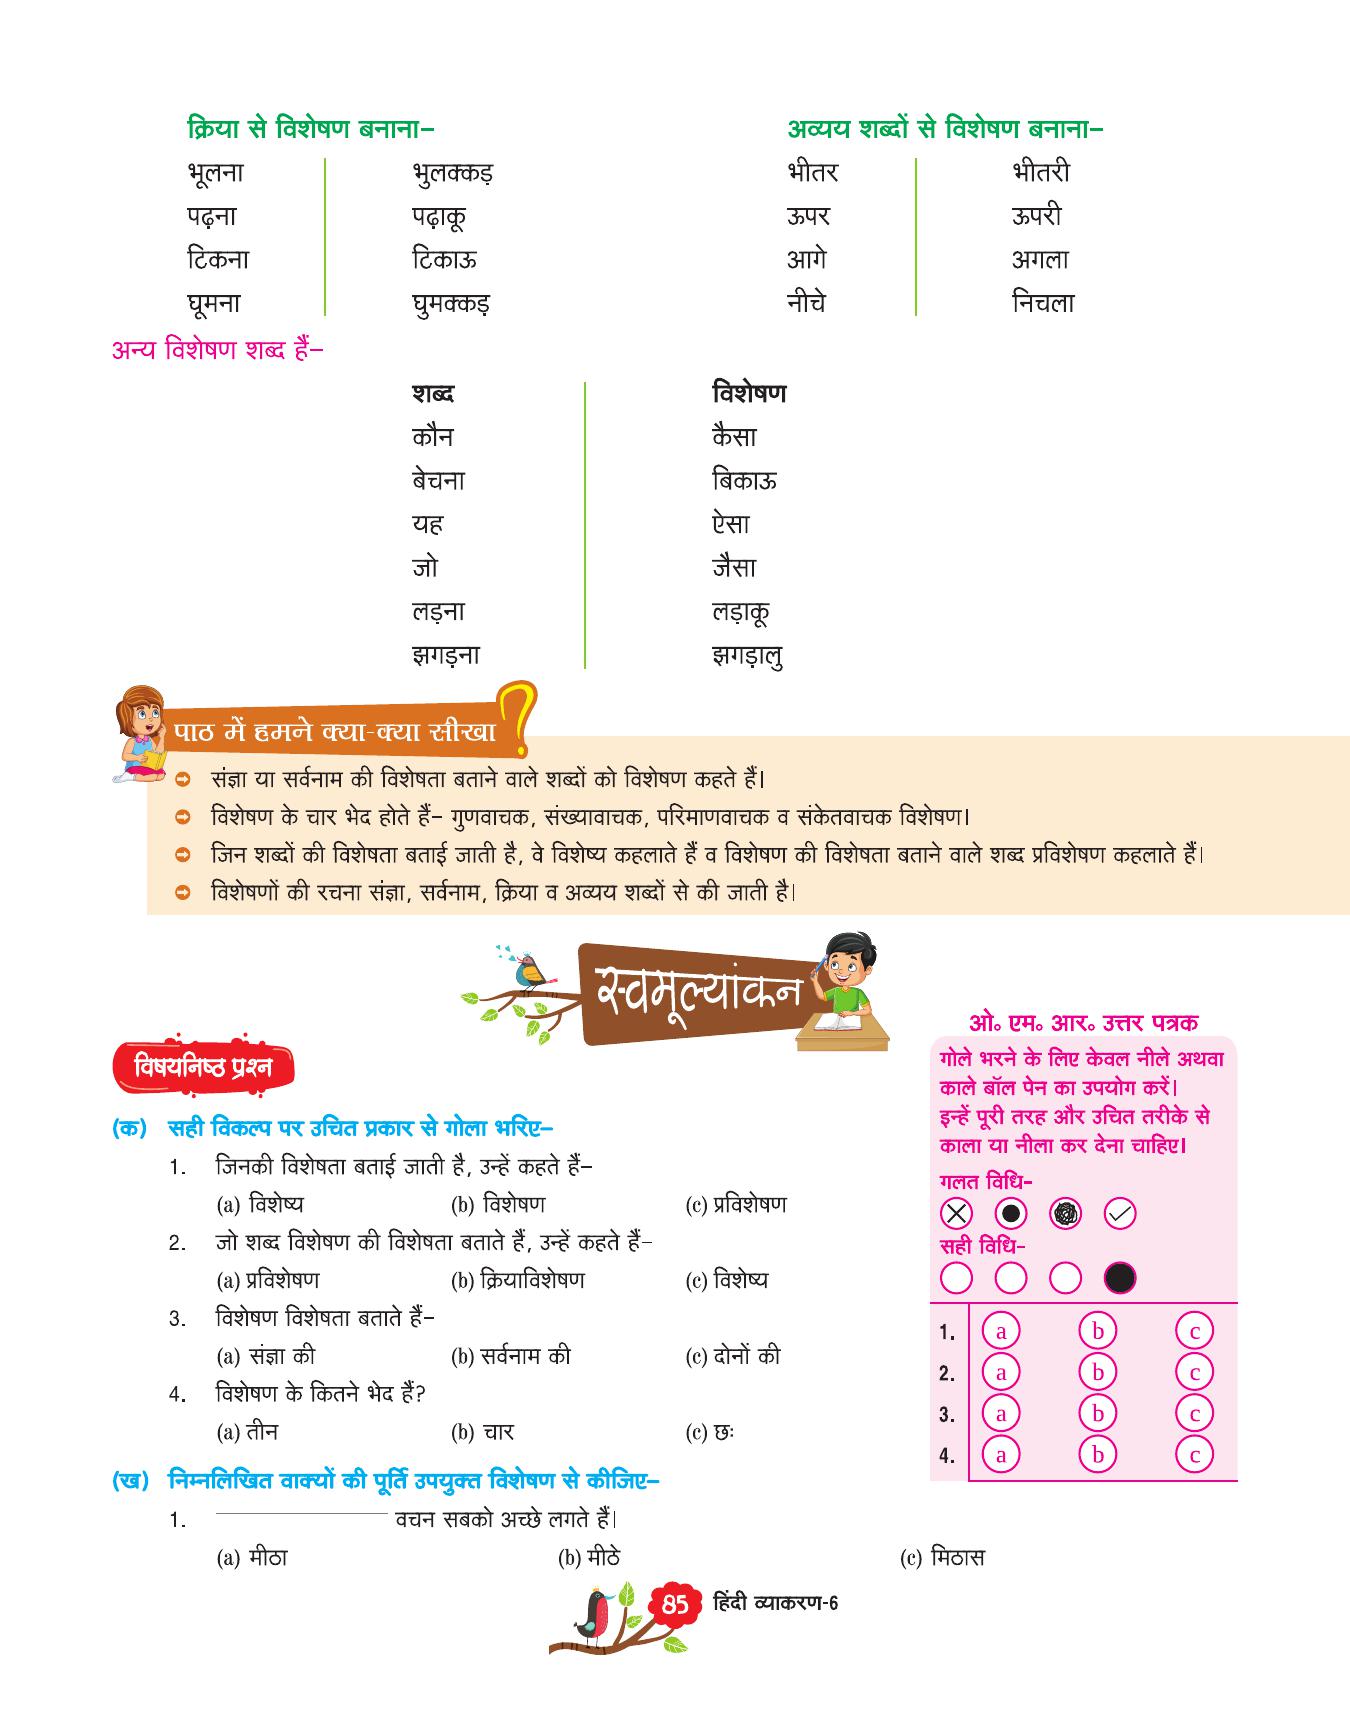 क्रिया से विशेषण बनाना– अव्यय शब्दों से विशेषण बनाना–
भूलना भुलक्कड़ भीतर भीतरी
पढ़ना पढ़ाकू ऊपर ऊपरी
टिकना टिकाऊ आगे अगला
घूमना घुमक्कड़ नीचे निचला
अन्य विशेषण शब्द हैं–
शब्द विशेषण
कौन कैसा
बेचना बिकाऊ
यह ऐसा
जो जैसा
लड़ना लड़ाकू
झगड़ना झगड़ालु
पाठ में हमने क्या-क्या सीखा ?
संज्ञा या सर्वनाम की विशेषता बताने वाले शब्दों को विशेषण कहते हैं।
विशेषण के चार भेद होते हैं– गुणवाचक, संख्यावाचक, परिमाणवाचक व संकेतवाचक विशेषण।
जिन शब्दों की विशेषता बताई जाती है, वे विशेष्य कहलाते हैं व विशेषण की विशेषता बताने वाले शब्द प्रविशेषण कहलाते हैं।
विशेषणों की रचना संज्ञा, सर्वनाम, क्रिया व अव्यय शब्दों से की जाती है।
स्वमूल्यांकन
विषयनिष्ठ प्रश्न
(क) सही विकल्प पर उचित प्रकार से गोला भरिए–
1. जिनकी विशेषता बताई जाती है, उन्हें कहते हैं–
(a) विशेष्य (b) विशेषण (c) प्रविशेषण
2. जो शब्द विशेषण की विशेषता बताते हैं, उन्हें कहते हैं–
(a) प्रविशेषण (b) क्रियाविशेषण (c) विशेष्य
3. विशेषण विशेषता बताते हैं–
(a) संज्ञा की (b) सर्वनाम की (c) दोनों की
4. विशेषण के कितने भेद हैं?
(a) तीन (b) चार (c) छः
ओ॰ एम॰ आर॰ उत्तर पत्रक
गोले भरने के लिए केवल नीले अथवा
काले बॉल पेन का उपयोग करें।
इन्हें पूरी तरह और उचित तरीके से
काला या नीला कर देना चाहिए।
गलत विधि–
सही विधि–
1. a b c
2. a b c
3. a b c
4. a b c
(ख) निम्नलिखित वाक्यों की पूर्ति उपयुक्त विशेषण से कीजिए–
1. ____________ वचन सबको अच्छे लगते हैं।
(a) मीठा (b) मीठे (c) मिठास
85 हिंदी व्याकरण-6